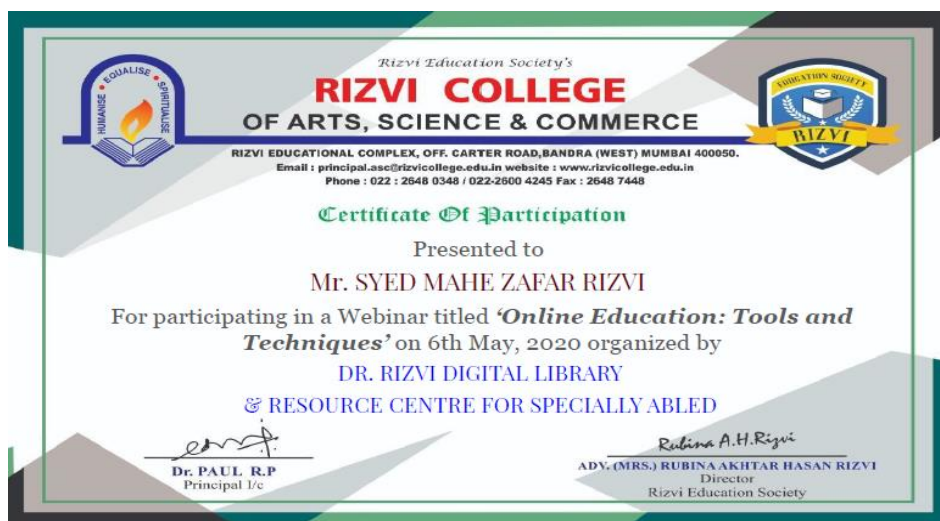 HUMANISE • EQUALISE • SPIRITUALISE
Rizvi Education Society's
RIZVI COLLEGE
OF ARTS, SCIENCE & COMMERCE
EDUCATION SOCIETY
RIZVI
RIZVI EDUCATIONAL COMPLEX, OFF. CARTER ROAD,BANDRA (WEST) MUMBAI 400050.
Email : principal.asc@rizvicollege.edu.in website : www.rizvicollege.edu.in
Phone : 022 : 2648 0348 / 022-2600 4245 Fax : 2648 7448
Certificate Of Participation
Presented to
Mr. SYED MAHE ZAFAR RIZVI
For participating in a Webinar titled ‘Online Education: Tools and
Techniques’ on 6th May, 2020 organized by
DR. RIZVI DIGITAL LIBRARY
& RESOURCE CENTRE FOR SPECIALLY ABLED
Rubina A.H.Rizvi
Dr. PAUL R.P
Principal I/c
ADV. (MRS.) RUBINA AKHTAR HASAN RIZVI
Director
Rizvi Education Society